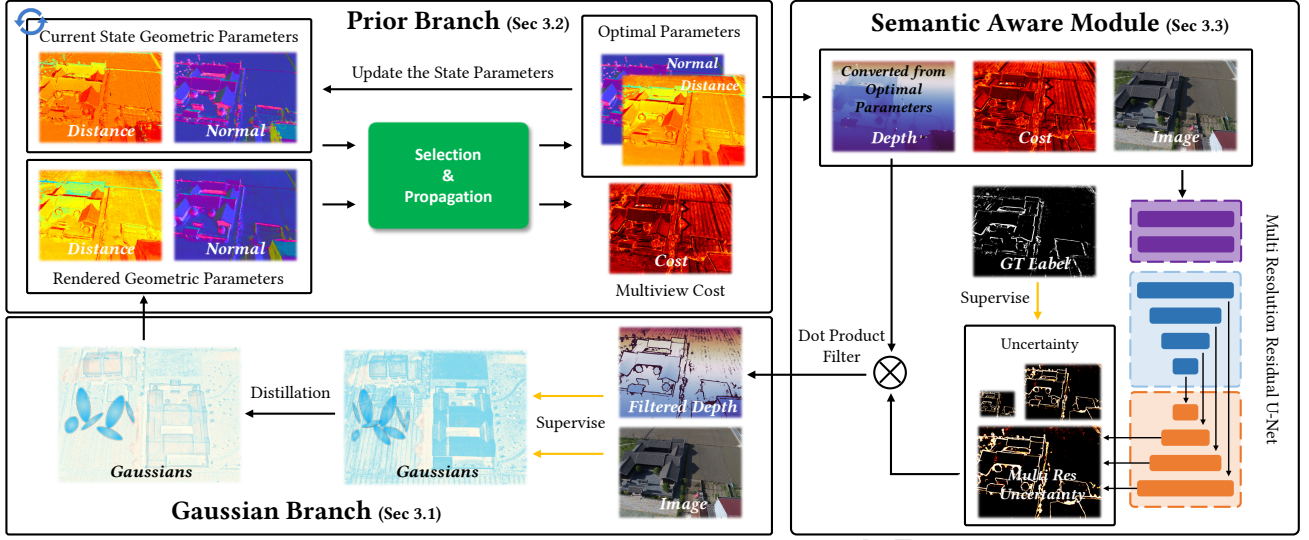 Prior Branch (Sec 3.2)
Current State Geometric Parameters
Distance
Normal
Update the State Parameters
Optimal Parameters
Normal
Distance
Selection
&
Propagation
Distance
Normal
Rendered Geometric Parameters
Cost
Multiview Cost
Semantic Aware Module (Sec 3.3)
Converted from
Optimal
Parameters
Depth
Cost
Image
GT Label
Supervise
Uncertainty
Multi Res
Uncertainty
Multi Resolution Residual U-Net
Dot Product
Filter
Filtered Depth
Supervise
Image
Distillation
Gaussians
Gaussians
Gaussian Branch (Sec 3.1)